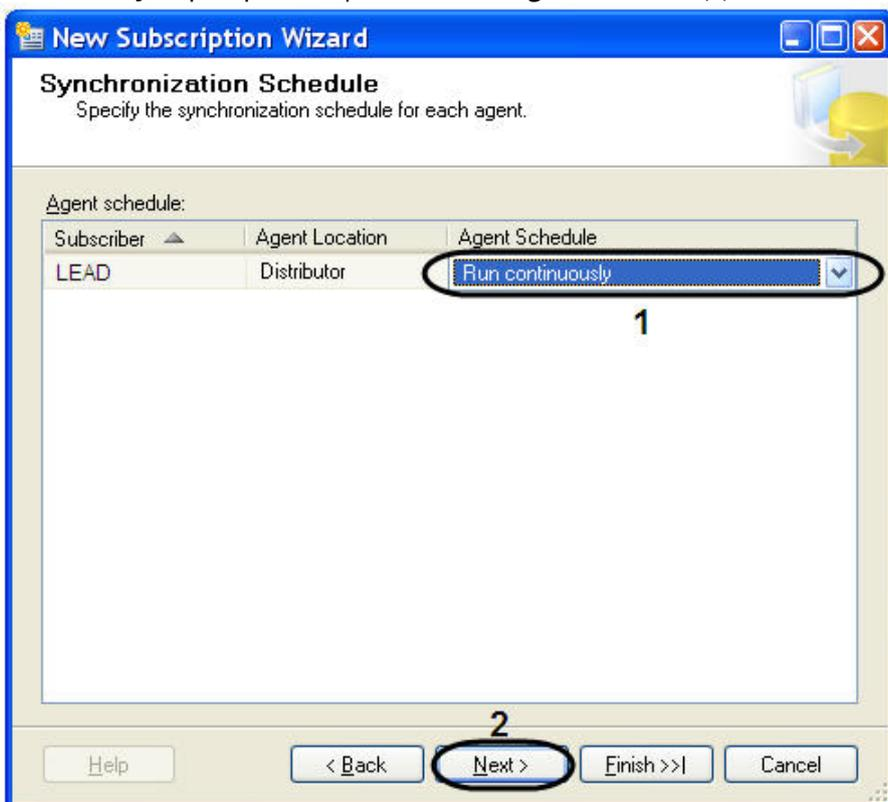 New Subscription Wizard
Synchronization Schedule
Specify the synchronization schedule for each agent.
Agent schedule:
Subscriber Agent Location Agent Schedule
LEAD Distributor Run continuously
1
2
Help < Back Next > Finish >>| Cancel